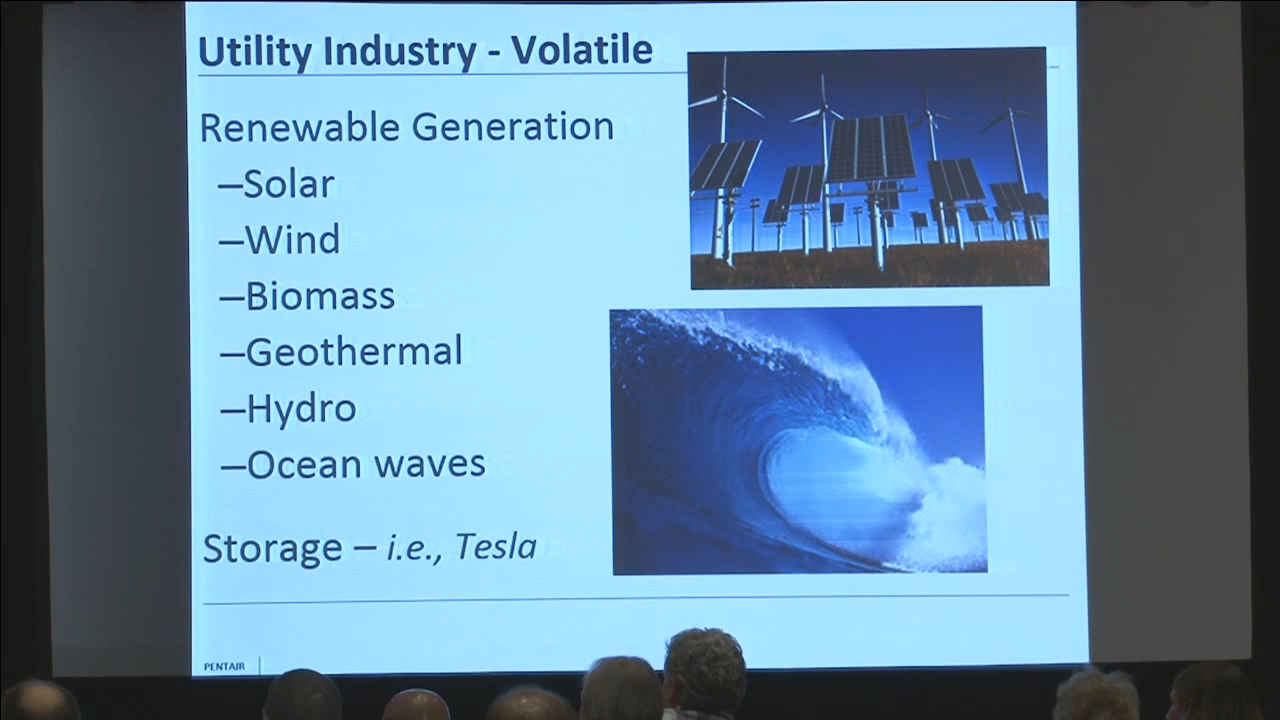 Utility Industry - Volatile
Renewable Generation
–Solar
–Wind
–Biomass
–Geothermal
–Hydro
–Ocean waves
Storage – i.e., Tesla
PENTAIR